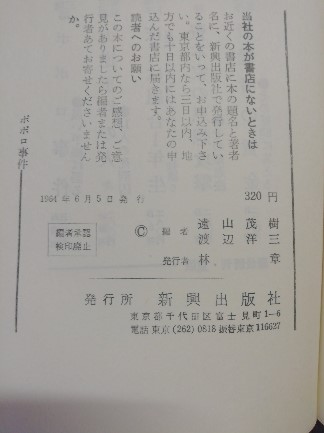 当社の本が書店にないときは
お近くの書店に本の題名と著者
名に、新興出版社で発行してい
ることをいって、お申込み下さ
い。東京都内なら三日以内、地
方でも十日以内にはあなたの申
込んだ書店に届きます。
読者へのお願い
この本についてのご感想、ご意
見がありましたら編者または発
行者あてお寄せくださいません
か。
ポポロ事件
1964年6月5日 発行 320円
編者承認
検印廃止
© 編者 遠山茂樹
渡辺洋三
発行者 林 章
発行所 新興出版社
東京都千代田区富士見町1-6
電話東京(262)0818 振替東京116627